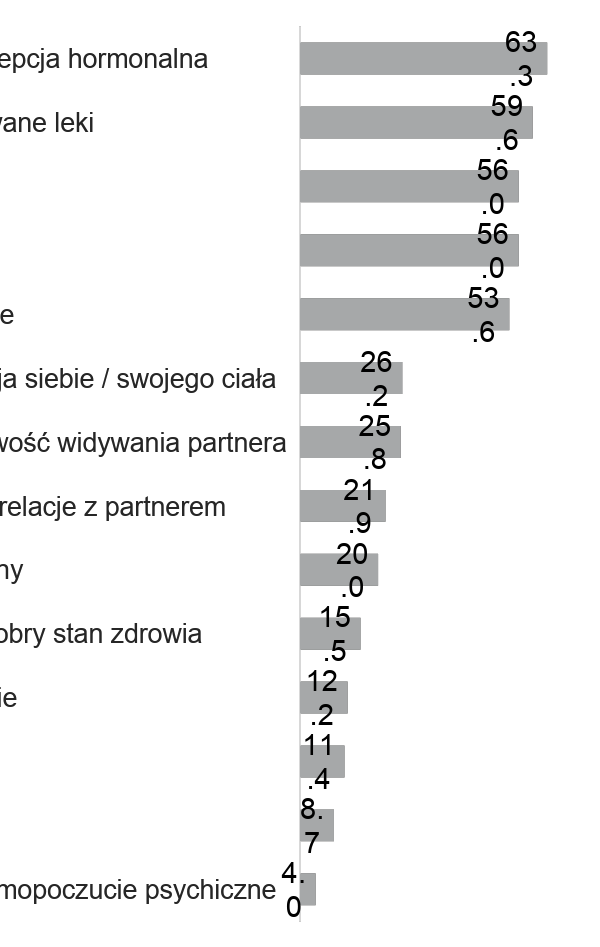 epcja hormonalna
63
.3
wane leki
59
.6
56
.0
56
.0
e
53
.6
ja siebie / swojego ciała
26
.2
wość widywania partnera
25
.8
relacje z partnerem
21
.9
ny
20
.0
obry stan zdrowia
15
.5
ie
12
.2
11
.4
8.
7
mopoczucie psychiczne
4.
0